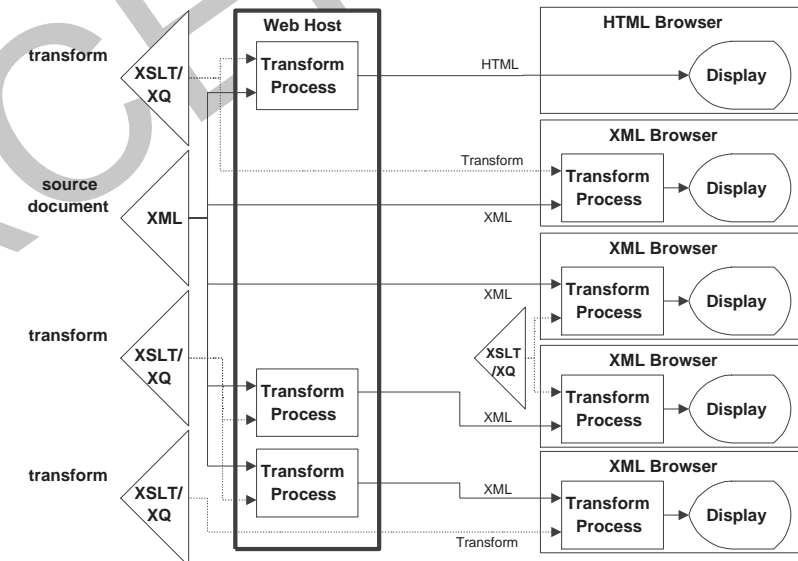 Web Host
HTML Browser
transform
XSLT/
XQ
Transform
Process
HTML
Display
XML Browser
Transform
Transform
Process
Display
source
document
XML
XML
XML Browser
XML
Transform
Process
Display
transform
XSLT/
XQ
XSLT
/XQ
XML Browser
Transform
Process
XML
Transform
Process
Display
transform
XSLT/
XQ
Transform
Process
XML
XML Browser
Transform
Process
Display
Transform